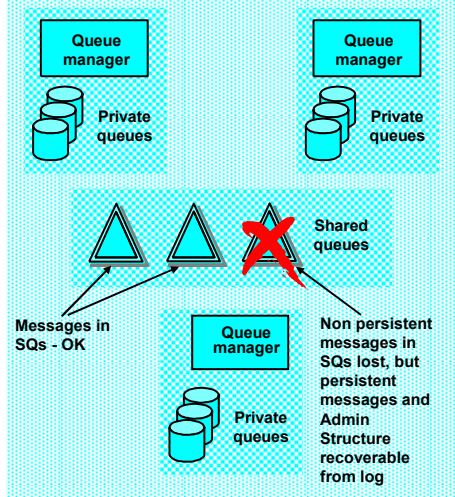 Queue
manager
Private
queues
Queue
manager
Private
queues
Shared
queues
Messages in
SQs - OK
Queue
manager
Private
queues
Non persistent
messages in
SQs lost, but
persistent
messages and
Admin
Structure
recoverable
from log